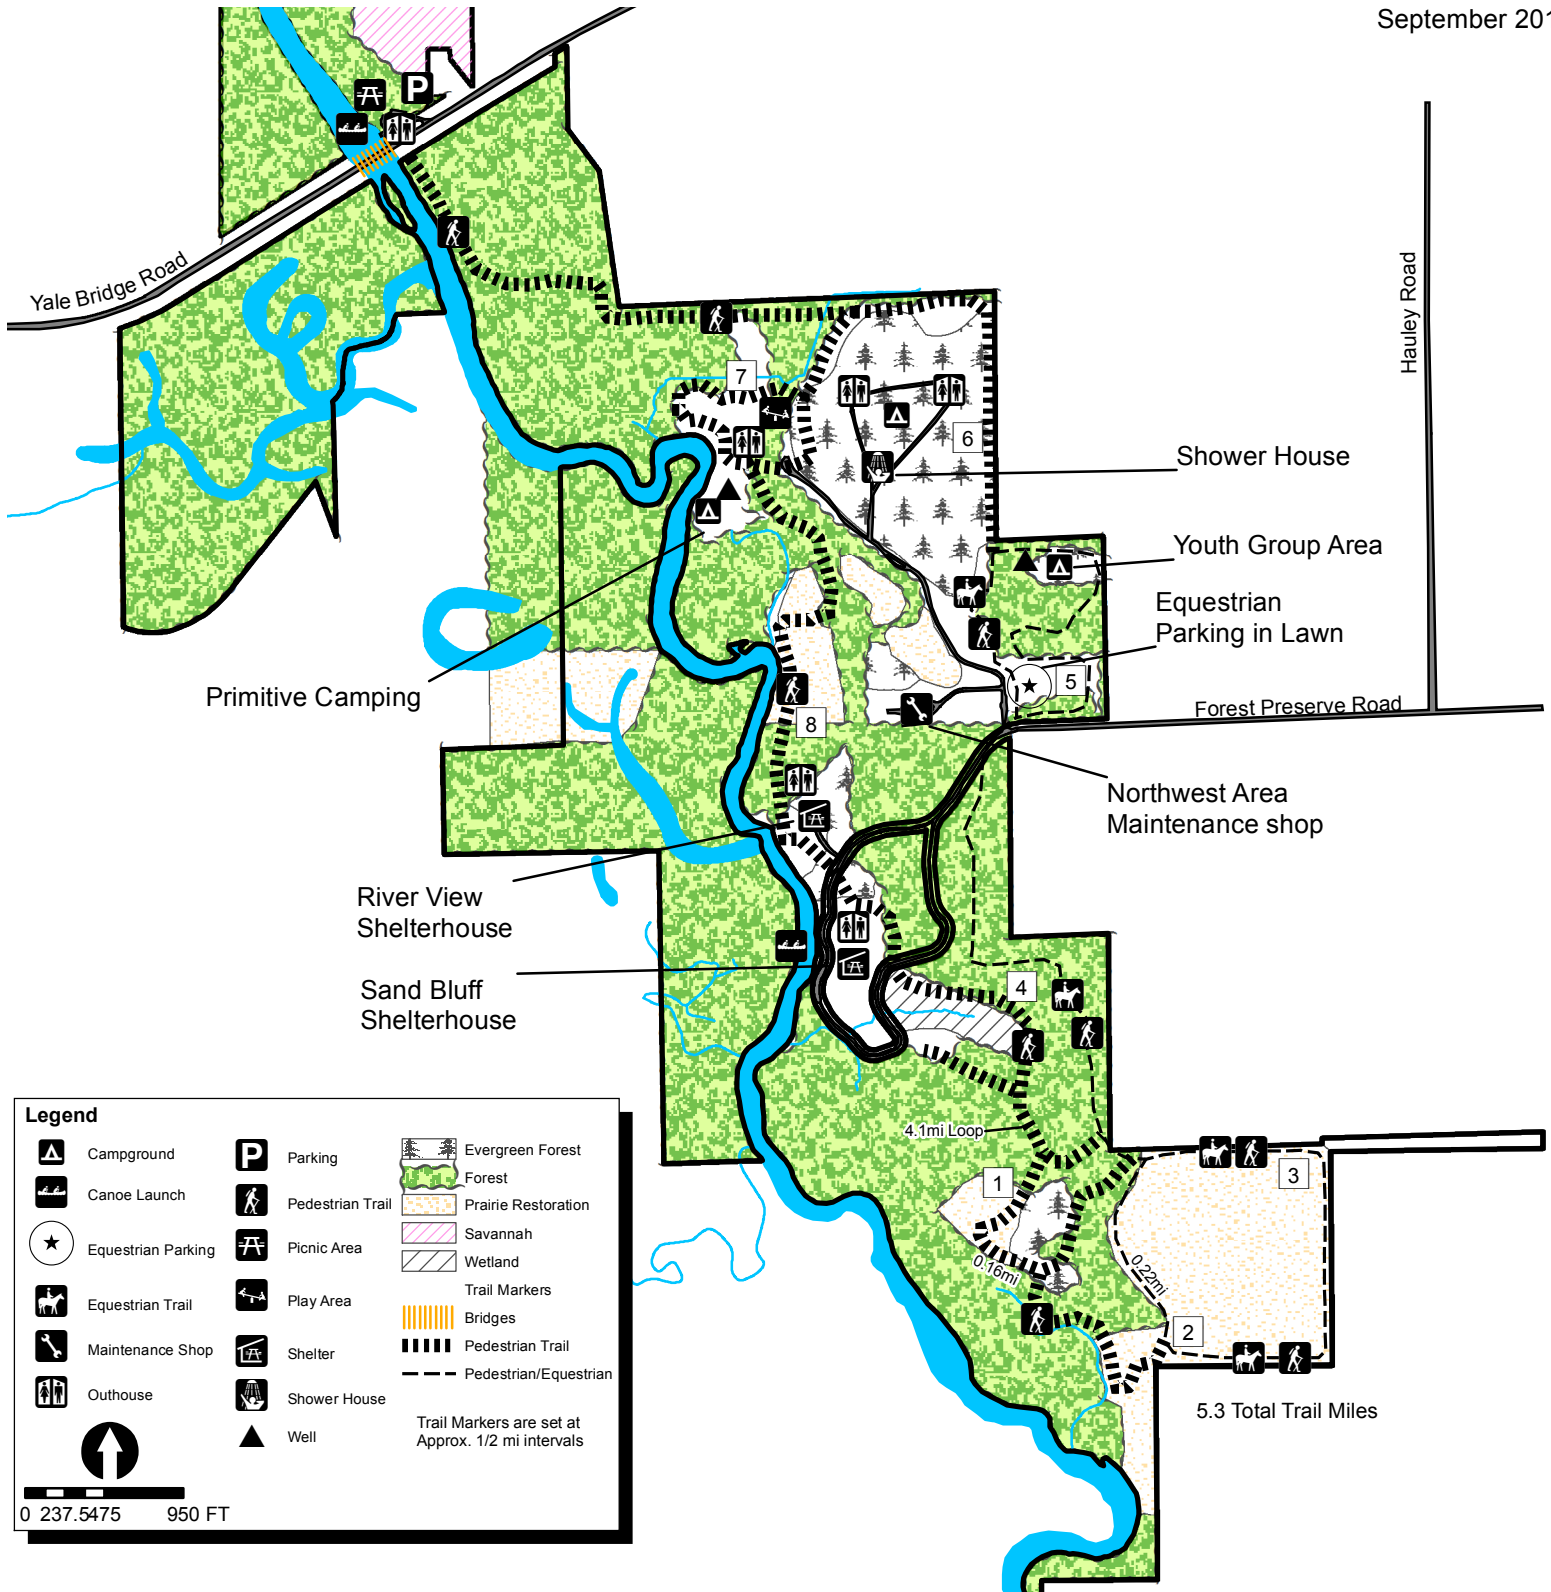 September 201
P
Yale Bridge Road
Hauley Road
7
6
Shower House
Youth Group Area
Equestrian
Parking in Lawn
Primitive Camping
5
Forest Preserve Road
8
Northwest Area
Maintenance shop
River View
Shelterhouse
Sand Bluff
Shelterhouse
4
4.1mi Loop
1
3
0.16mi
0.22mi
2
5.3 Total Trail Miles
Legend
Campground
Canoe Launch
Equestrian Parking
Equestrian Trail
Maintenance Shop
Outhouse
P
Parking
Pedestrian Trail
Picnic Area
Play Area
Shelter
Shower House
Well
Evergreen Forest
Forest
Prairie Restoration
Savannah
Wetland
Trail Markers
Bridges
Pedestrian Trail
Pedestrian/Equestrian
Trail Markers are set at
Approx. 1/2 mi intervals
0 237.5475 950 FT